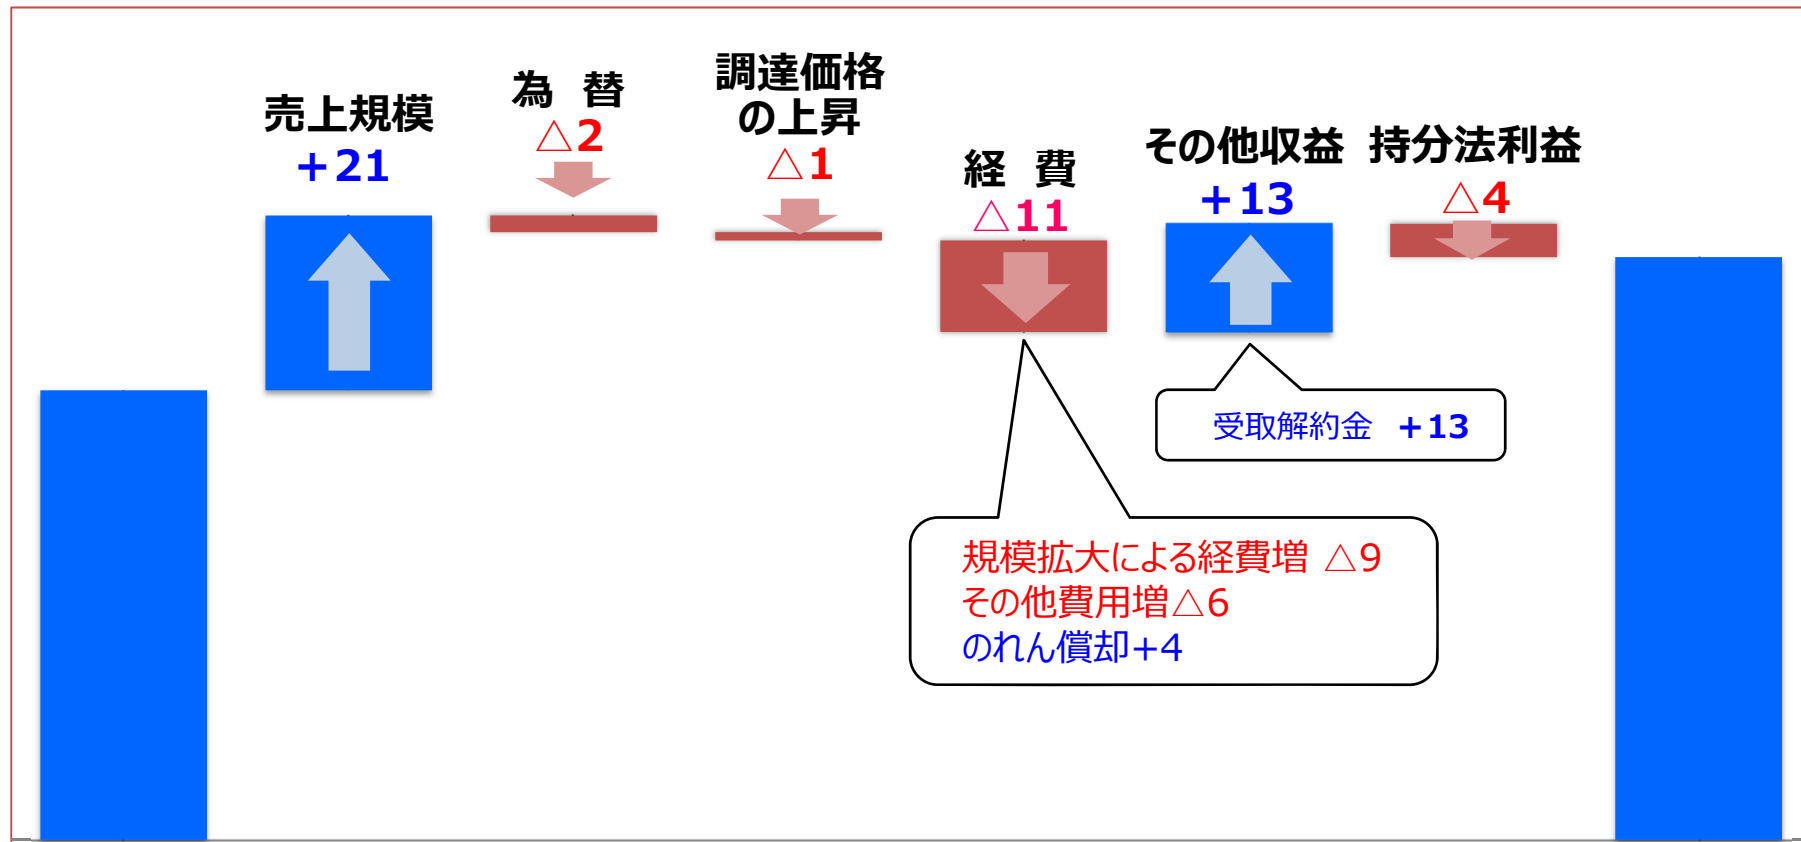 売上規模
+21
為 替
△2
調達価格
の上昇
△1
経 費
△11
その他収益
+13
持分法利益
△4
受取解約金 +13
規模拡大による経費増 △9
その他費用増△6
のれん償却+4